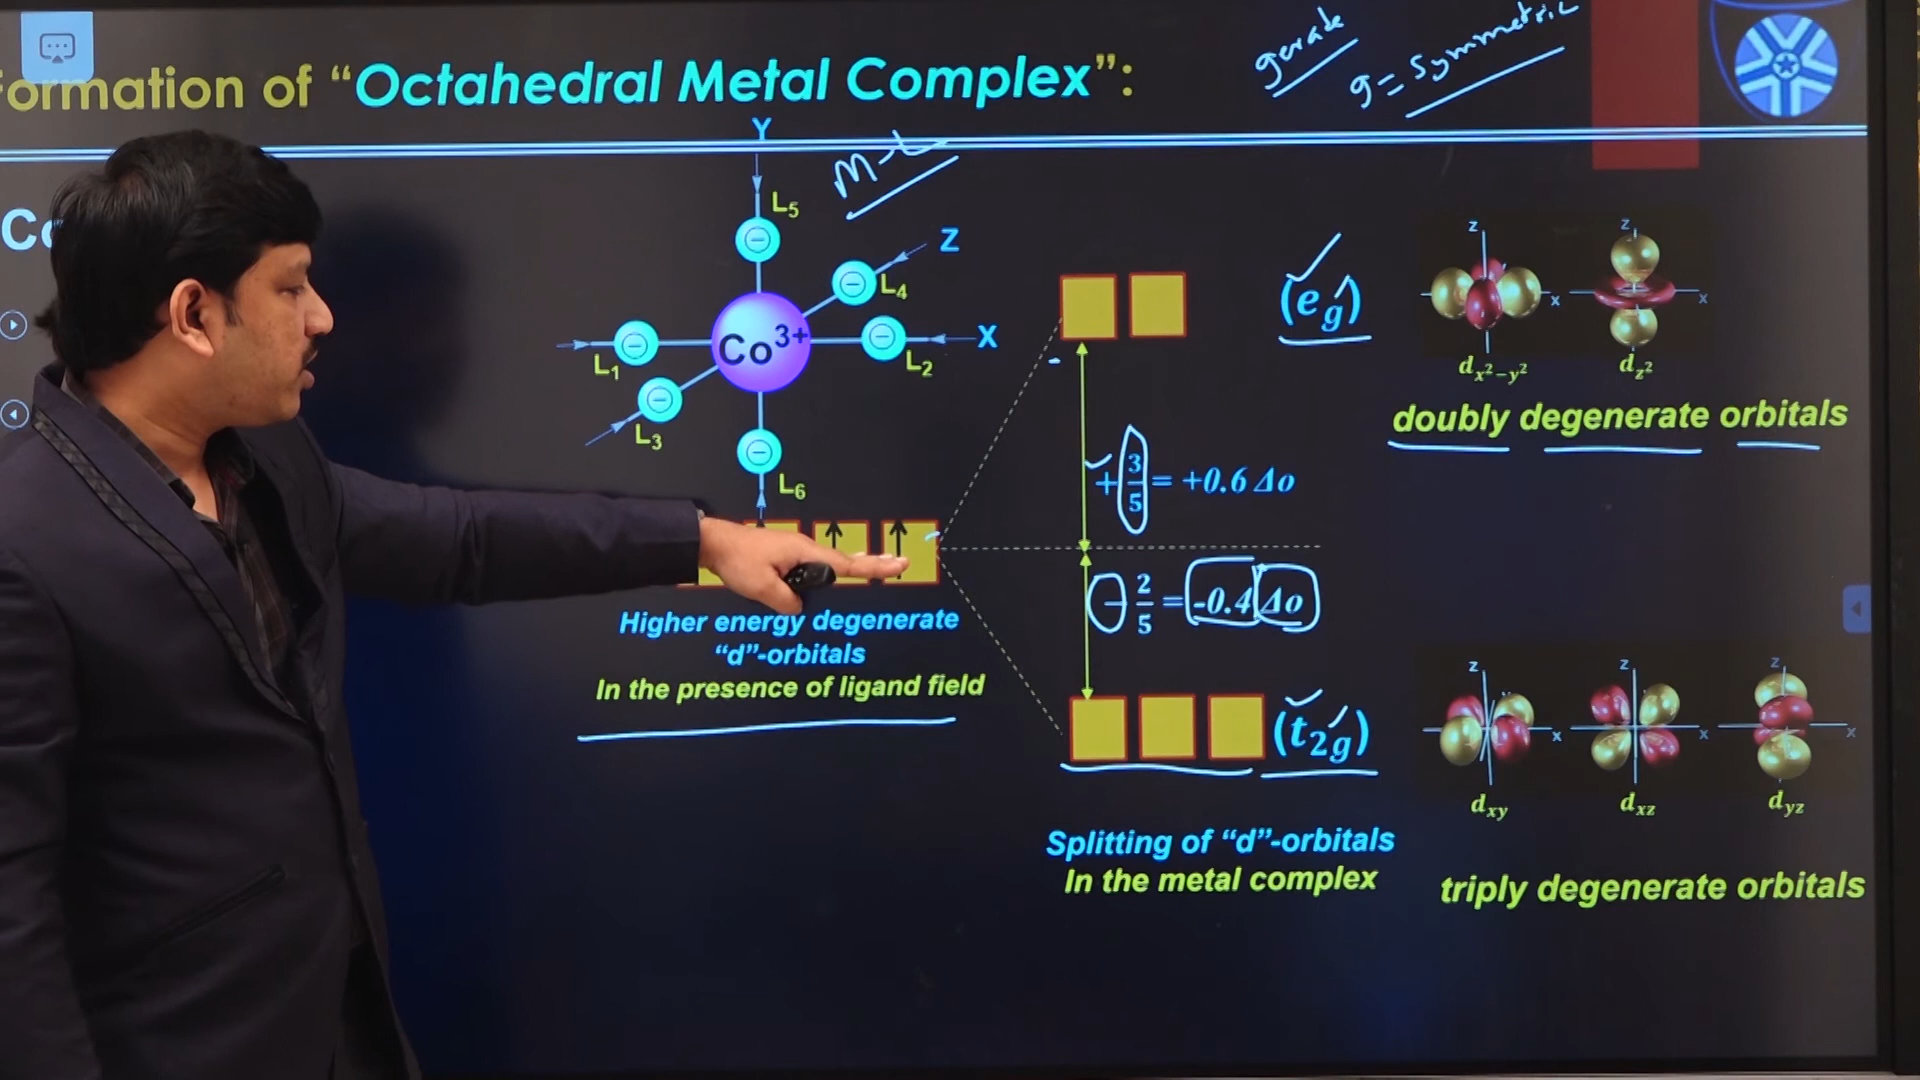 formation of “Octahedral Metal Complex”:
gerade
g = Symmetric
Y
M-L
Co
L5
Z
L4
Co3+
X
L1
L2
L3
L6
(eg)
z
x
dx²−y²
z
x
dz²
doubly degenerate orbitals
+ 3/5 = +0.6 Δo
− 2/5 = -0.4 Δo
Higher energy degenerate
“d”-orbitals
In the presence of ligand field
(t2g)
z
x
dxy
z
x
dxz
z
x
dyz
Splitting of “d”-orbitals
In the metal complex
triply degenerate orbitals